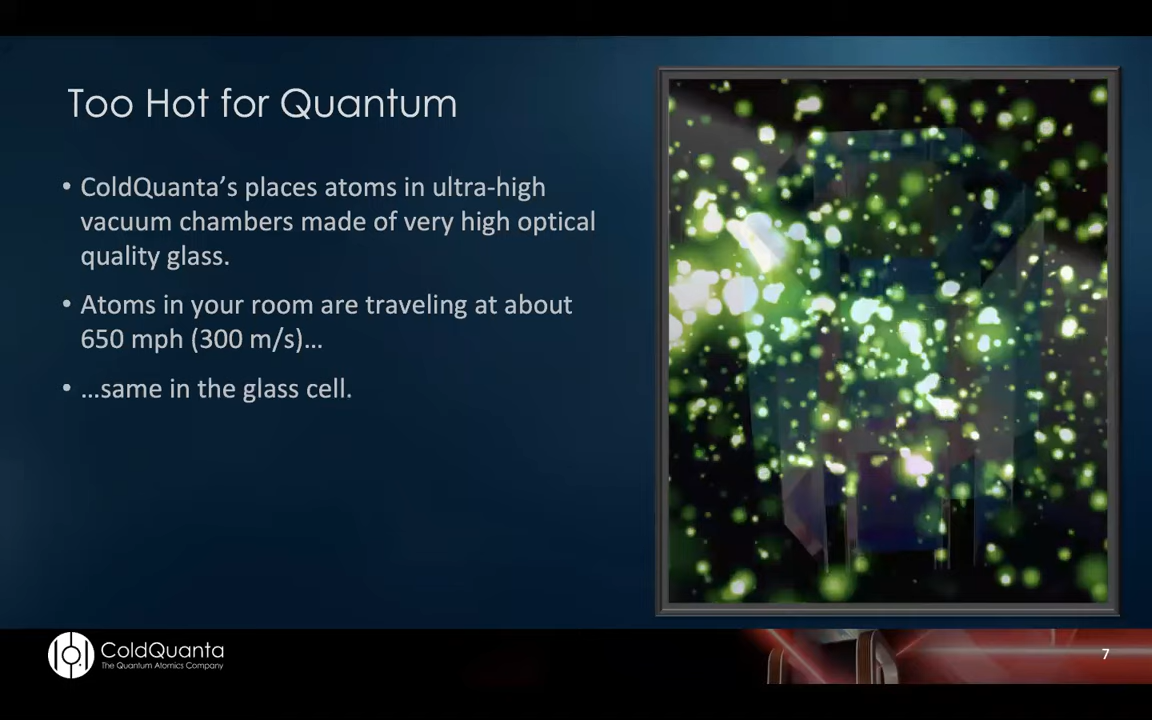 Too Hot for Quantum
• ColdQuanta’s places atoms in ultra-high
vacuum chambers made of very high optical
quality glass.
• Atoms in your room are traveling at about
650 mph (300 m/s)…
• …same in the glass cell.
ColdQuanta
The Quantum Atomics Company
7